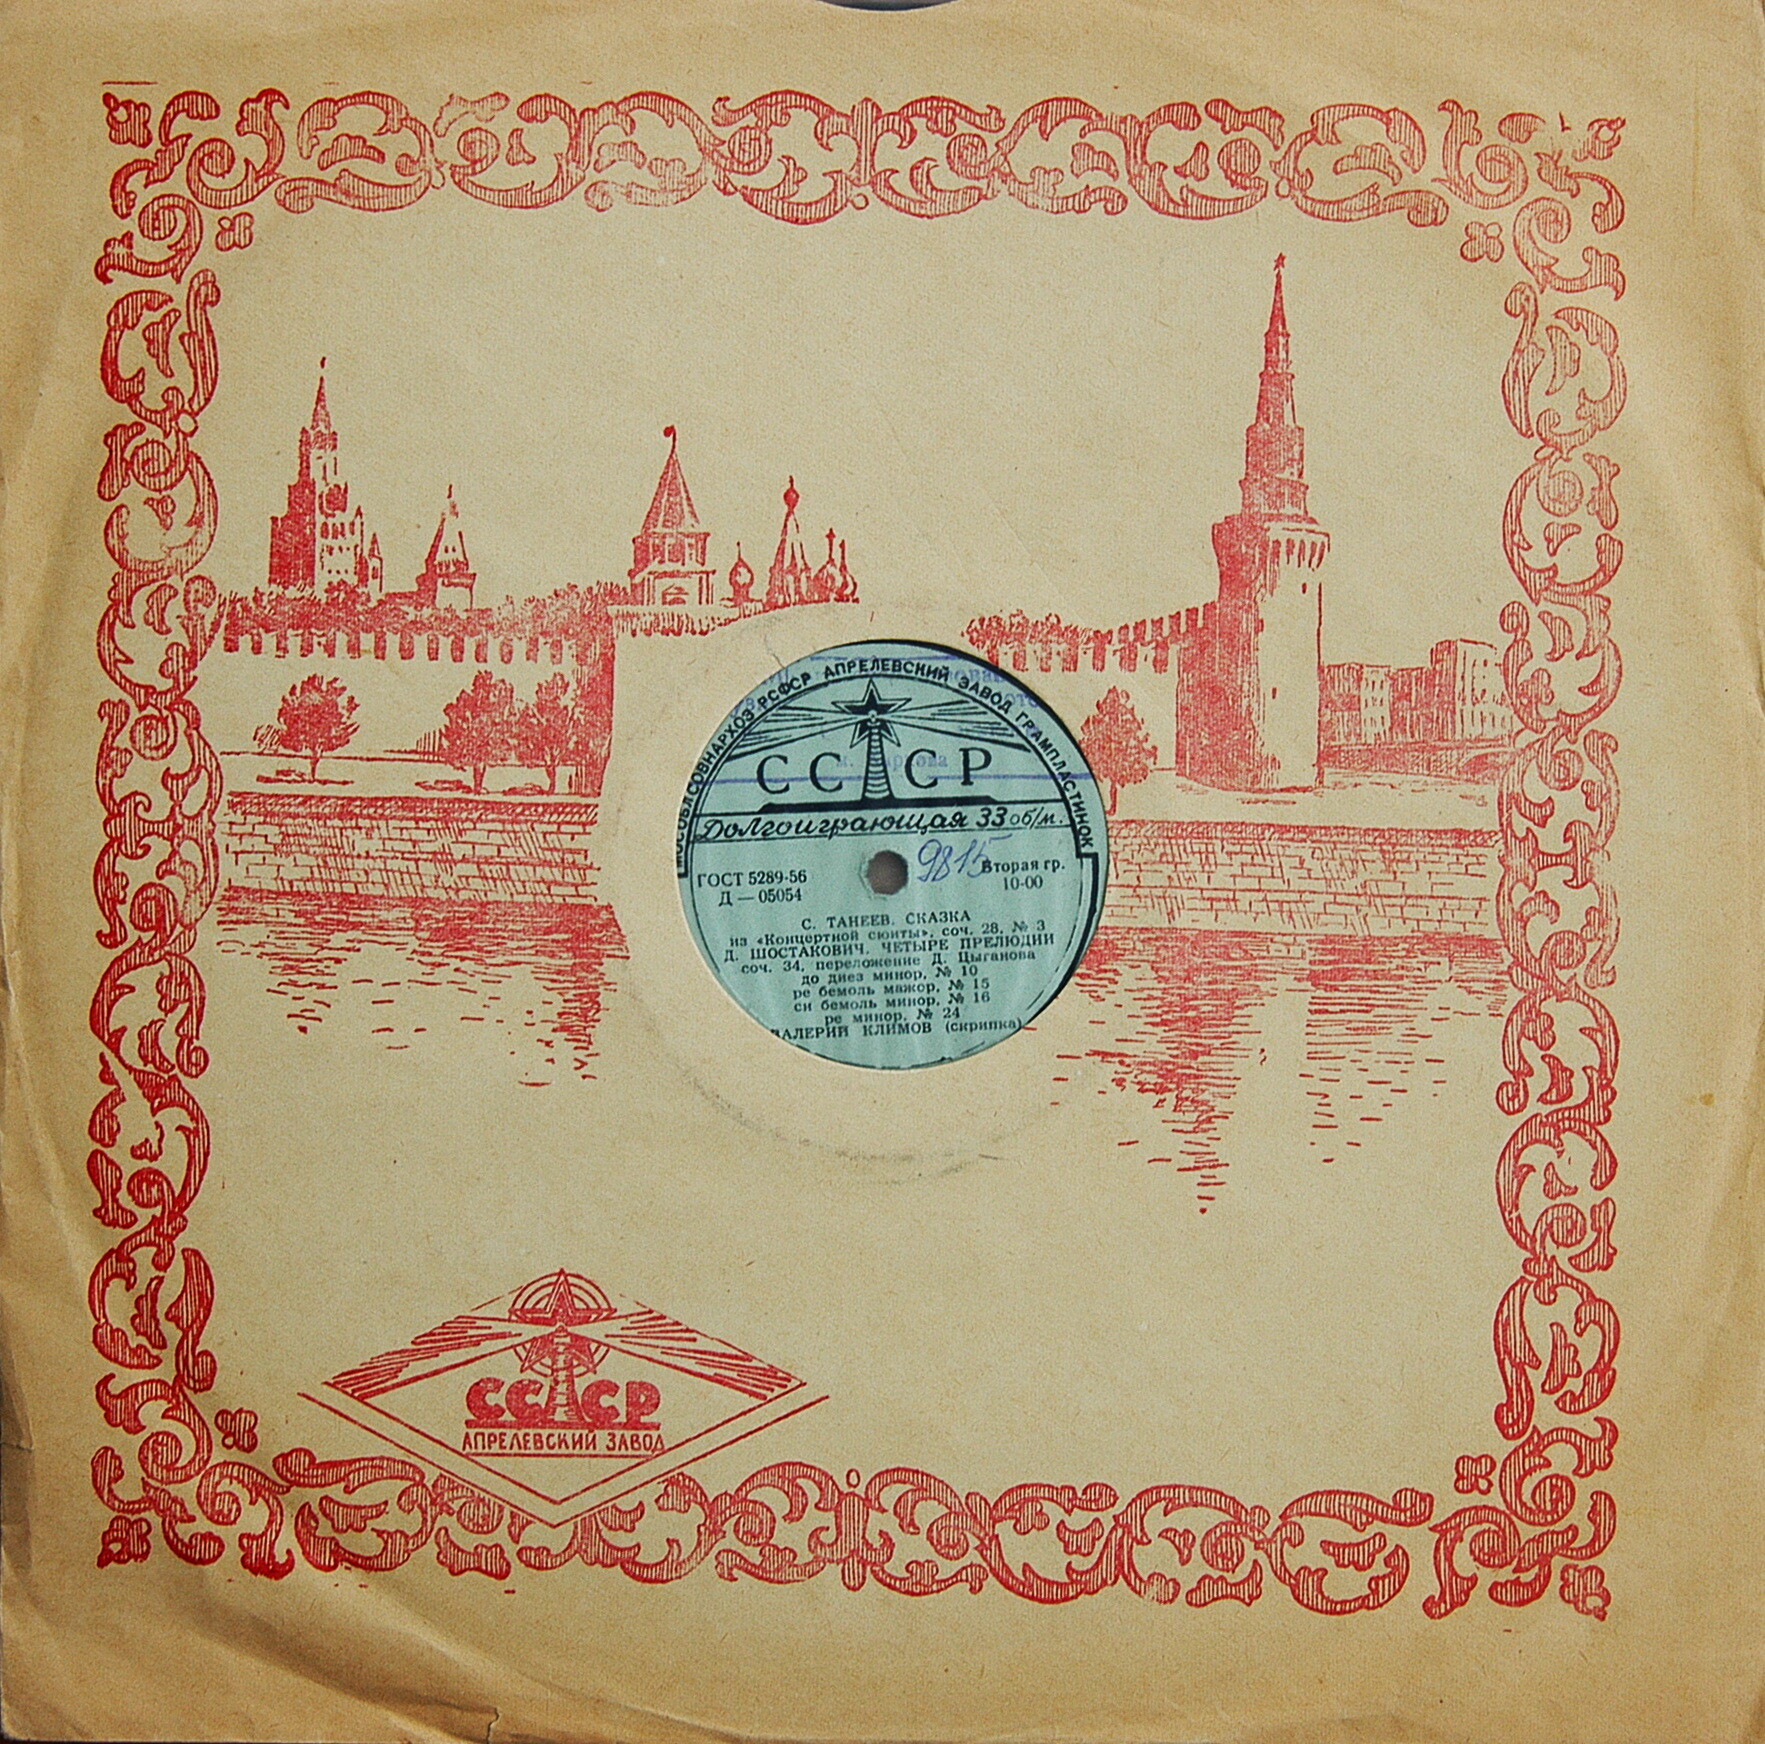 МОСОБЛСОВНАРХОЗ РСФСР АПРЕЛЕВСКИЙ ЗАВОД ГРАМПЛАСТИНОК
СССР
Долгоиграющая 33 об/м.
9815
ГОСТ 5289-56
Вторая гр.
Д — 05054
10-00
С. ТАНЕЕВ. СКАЗКА
из «Концертной сюиты», соч. 28, № 3
Д. ШОСТАКОВИЧ. ЧЕТЫРЕ ПРЕЛЮДИИ
соч. 34, переложение Д. Цыганова
до диез минор, № 10
ре бемоль мажор, № 15
си бемоль минор, № 16
ре минор, № 24
ВАЛЕРИЙ КЛИМОВ (скрипка)
СССР
АПРЕЛЕВСКИЙ ЗАВОД